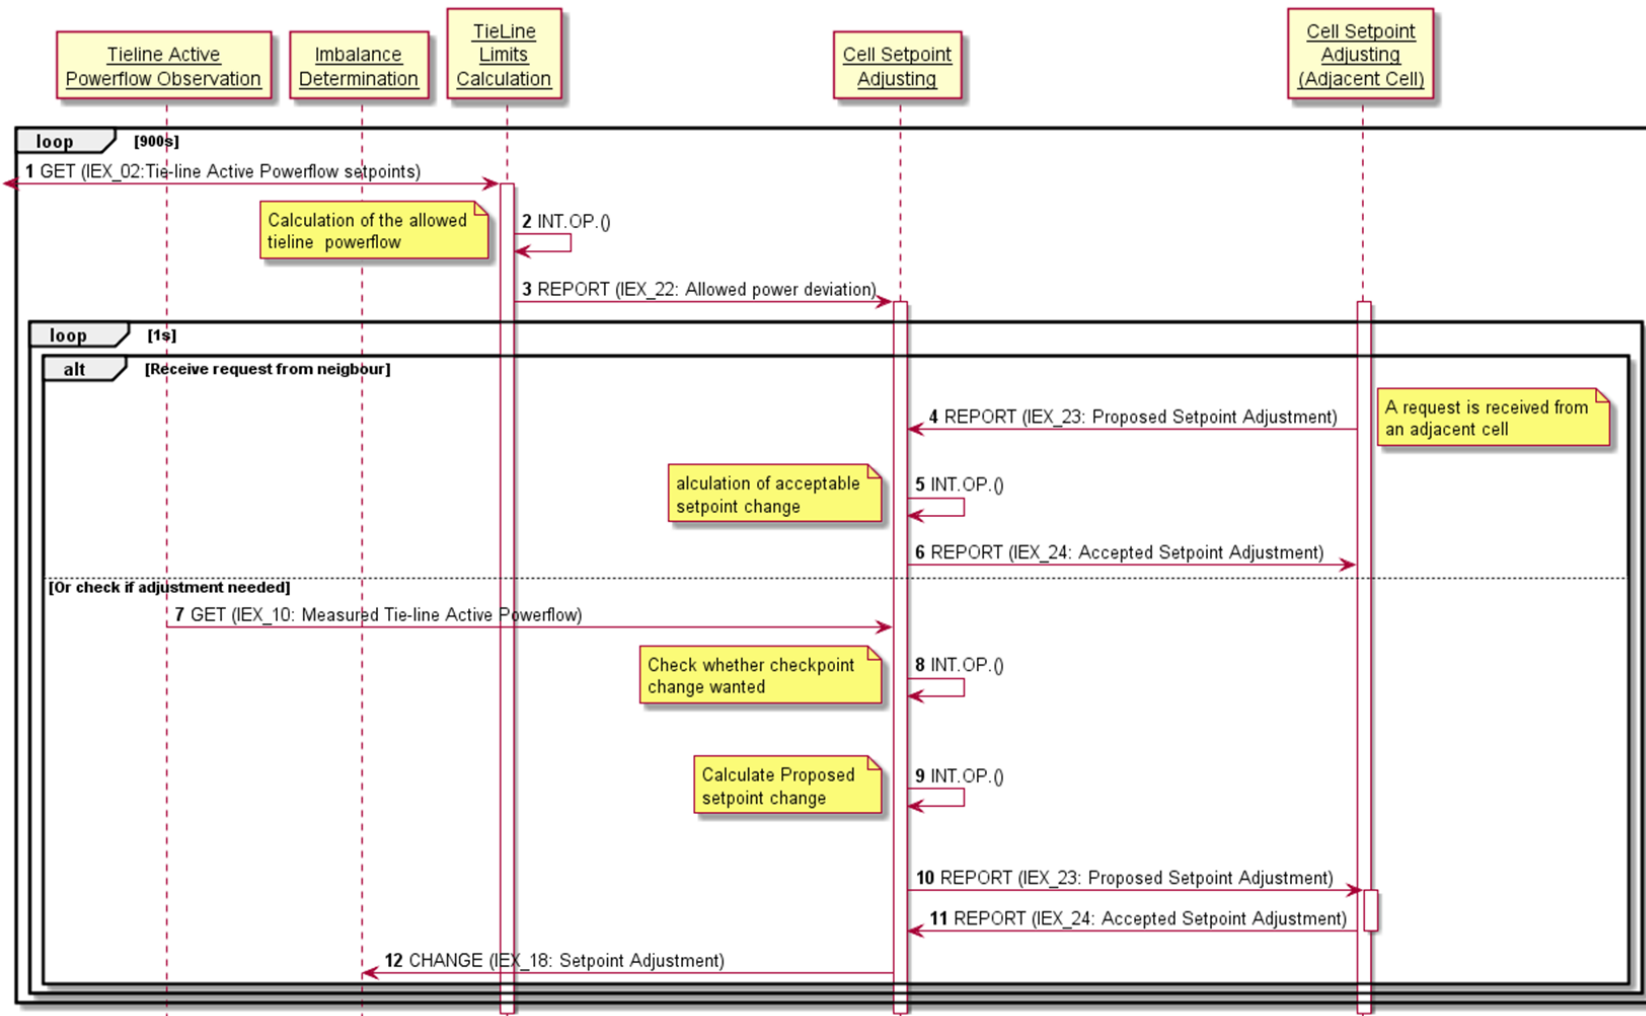 Tieline Active
Powerflow Observation
Imbalance
Determination
TieLine
Limits
Calculation
Cell Setpoint
Adjusting
Cell Setpoint
Adjusting
(Adjacent Cell)
loop [900s]
1 GET (IEX_02:Tie-line Active Powerflow setpoints)
Calculation of the allowed
tieline powerflow
2 INT.OP.()
3 REPORT (IEX_22: Allowed power deviation)
loop [1s]
alt [Receive request from neigbour]
4 REPORT (IEX_23: Proposed Setpoint Adjustment)
A request is received from
an adjacent cell
alculation of acceptable
setpoint change
5 INT.OP.()
6 REPORT (IEX_24: Accepted Setpoint Adjustment)
[Or check if adjustment needed]
7 GET (IEX_10: Measured Tie-line Active Powerflow)
Check whether checkpoint
change wanted
8 INT.OP.()
Calculate Proposed
setpoint change
9 INT.OP.()
10 REPORT (IEX_23: Proposed Setpoint Adjustment)
11 REPORT (IEX_24: Accepted Setpoint Adjustment)
12 CHANGE (IEX_18: Setpoint Adjustment)